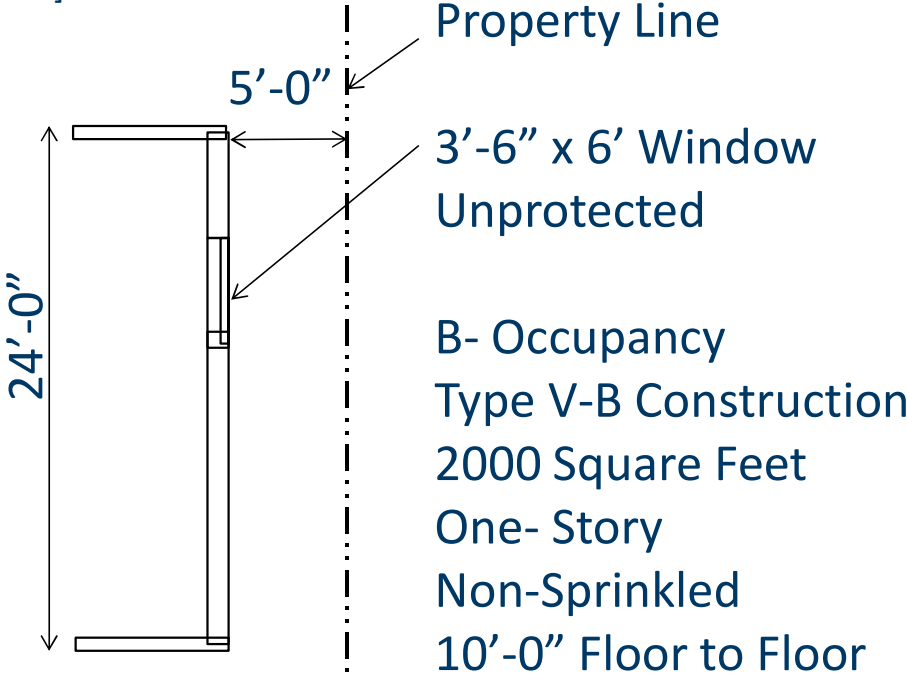 Property Line
5’-0”
3’-6” x 6’ Window
Unprotected
24’-0”
B- Occupancy
Type V-B Construction
2000 Square Feet
One- Story
Non-Sprinkled
10’-0” Floor to Floor